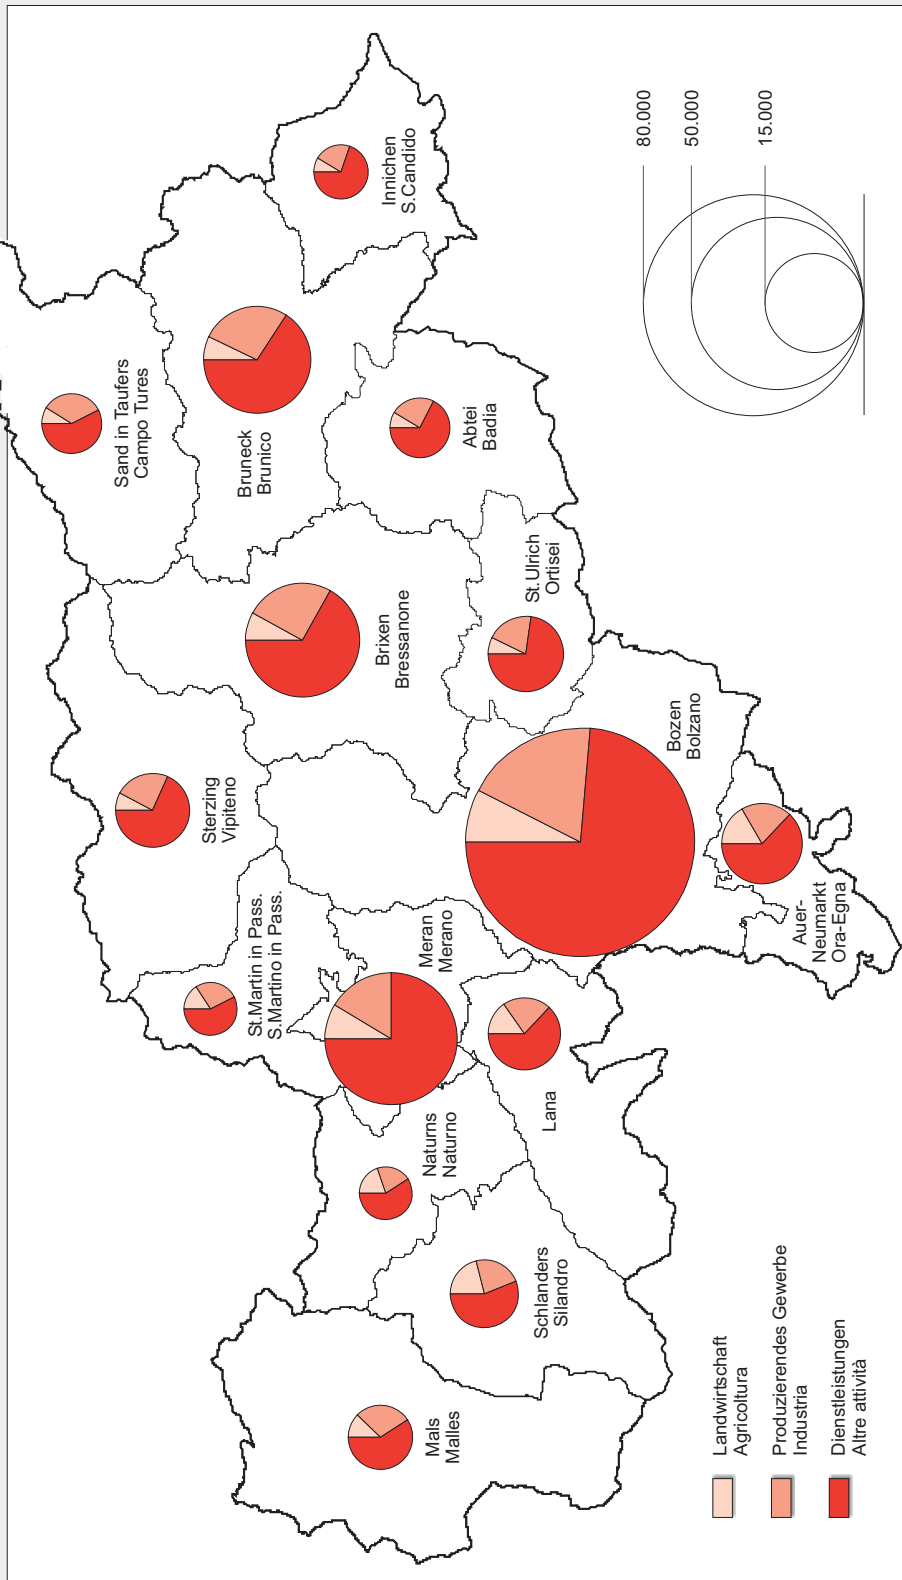 Sand in Taufers
Campo Tures
Innichen
S.Candido
Bruneck
Brunico
Sterzing
Vipiteno
Brixen
Bressanone
Abtei
Badia
St.Martin in Pass.
S.Martino in Pass.
St.Ulrich
Ortisei
Meran
Merano
Naturns
Naturno
Mals
Malles
Schlanders
Silandro
Lana
Bozen
Bolzano
Auer-
Neumarkt
Ora-Egna
Landwirtschaft
Agricoltura
Produzierendes Gewerbe
Industria
Dienstleistungen
Altre attività
80.000
50.000
15.000